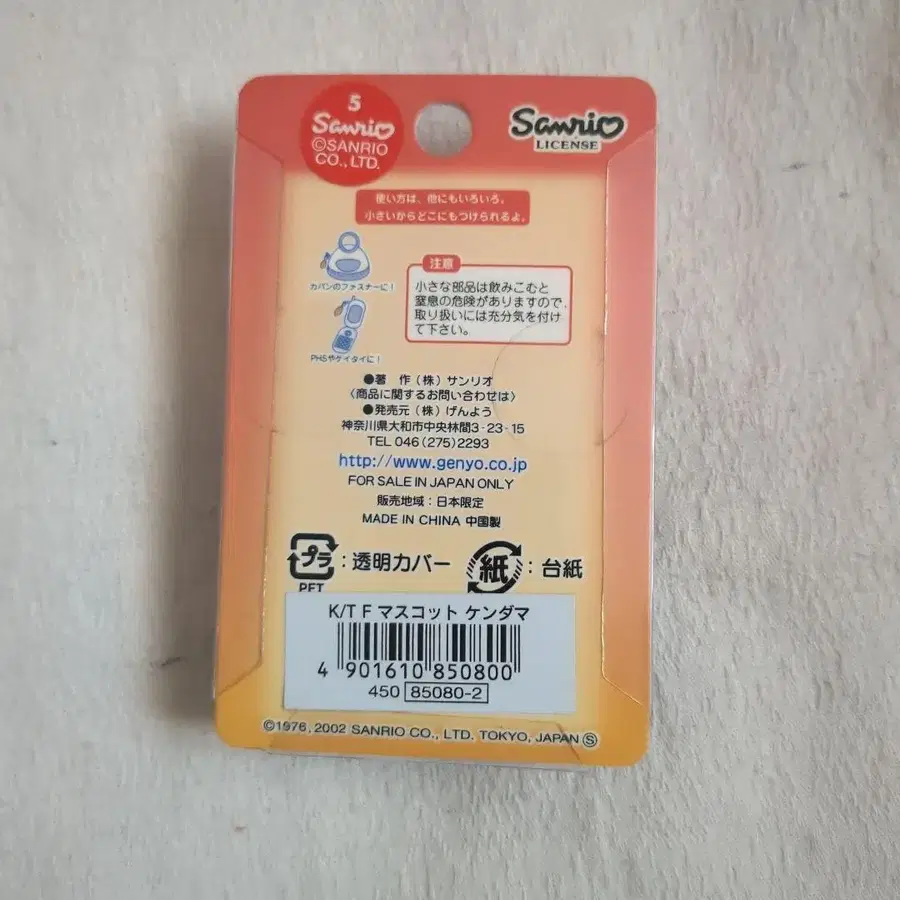 5
Sanrio
©SANRIO
CO., LTD.
Sanrio
LICENSE
使い方は、他にもいろいろ。
小さいからどこにもつけられるよ。
カバンのファスナーに！
注意
小さな部品は飲みこむと
窒息の危険がありますので、
取り扱いには充分気を付け
て下さい。
PHSやケイタイに！
●著　作（株）サンリオ
〈商品に関するお問い合わせは〉
●発売元（株）げんよう
神奈川県大和市中央林間3-23-15
TEL 046(275)2293
http://www.genyo.co.jp
FOR SALE IN JAPAN ONLY
販売地域：日本限定
MADE IN CHINA 中国製
プラ：透明カバー
紙：台紙
PET
K/T F マスコット ケンダマ
4 901610 850800
450 85080-2
©1976, 2002 SANRIO CO., LTD. TOKYO, JAPAN Ⓢ